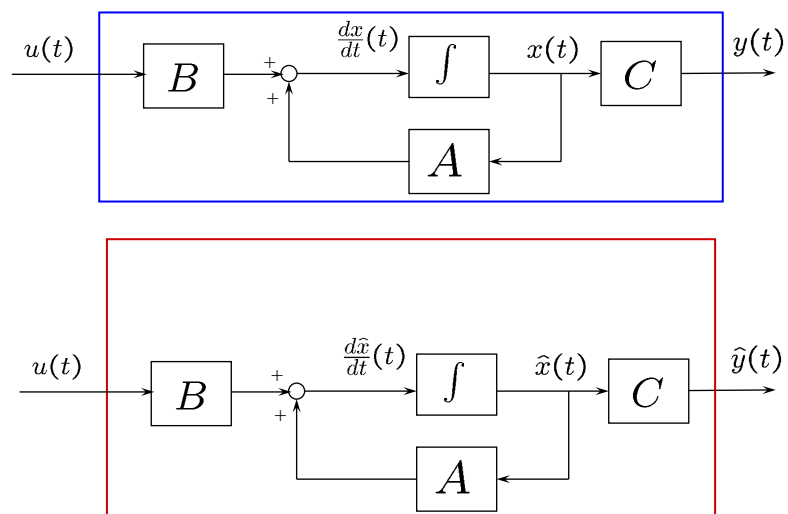 u(t)
B
+
+
dx/dt (t)
∫
x(t)
C
y(t)
A
u(t)
B
+
+
dx̂/dt (t)
∫
x̂(t)
C
ŷ(t)
A